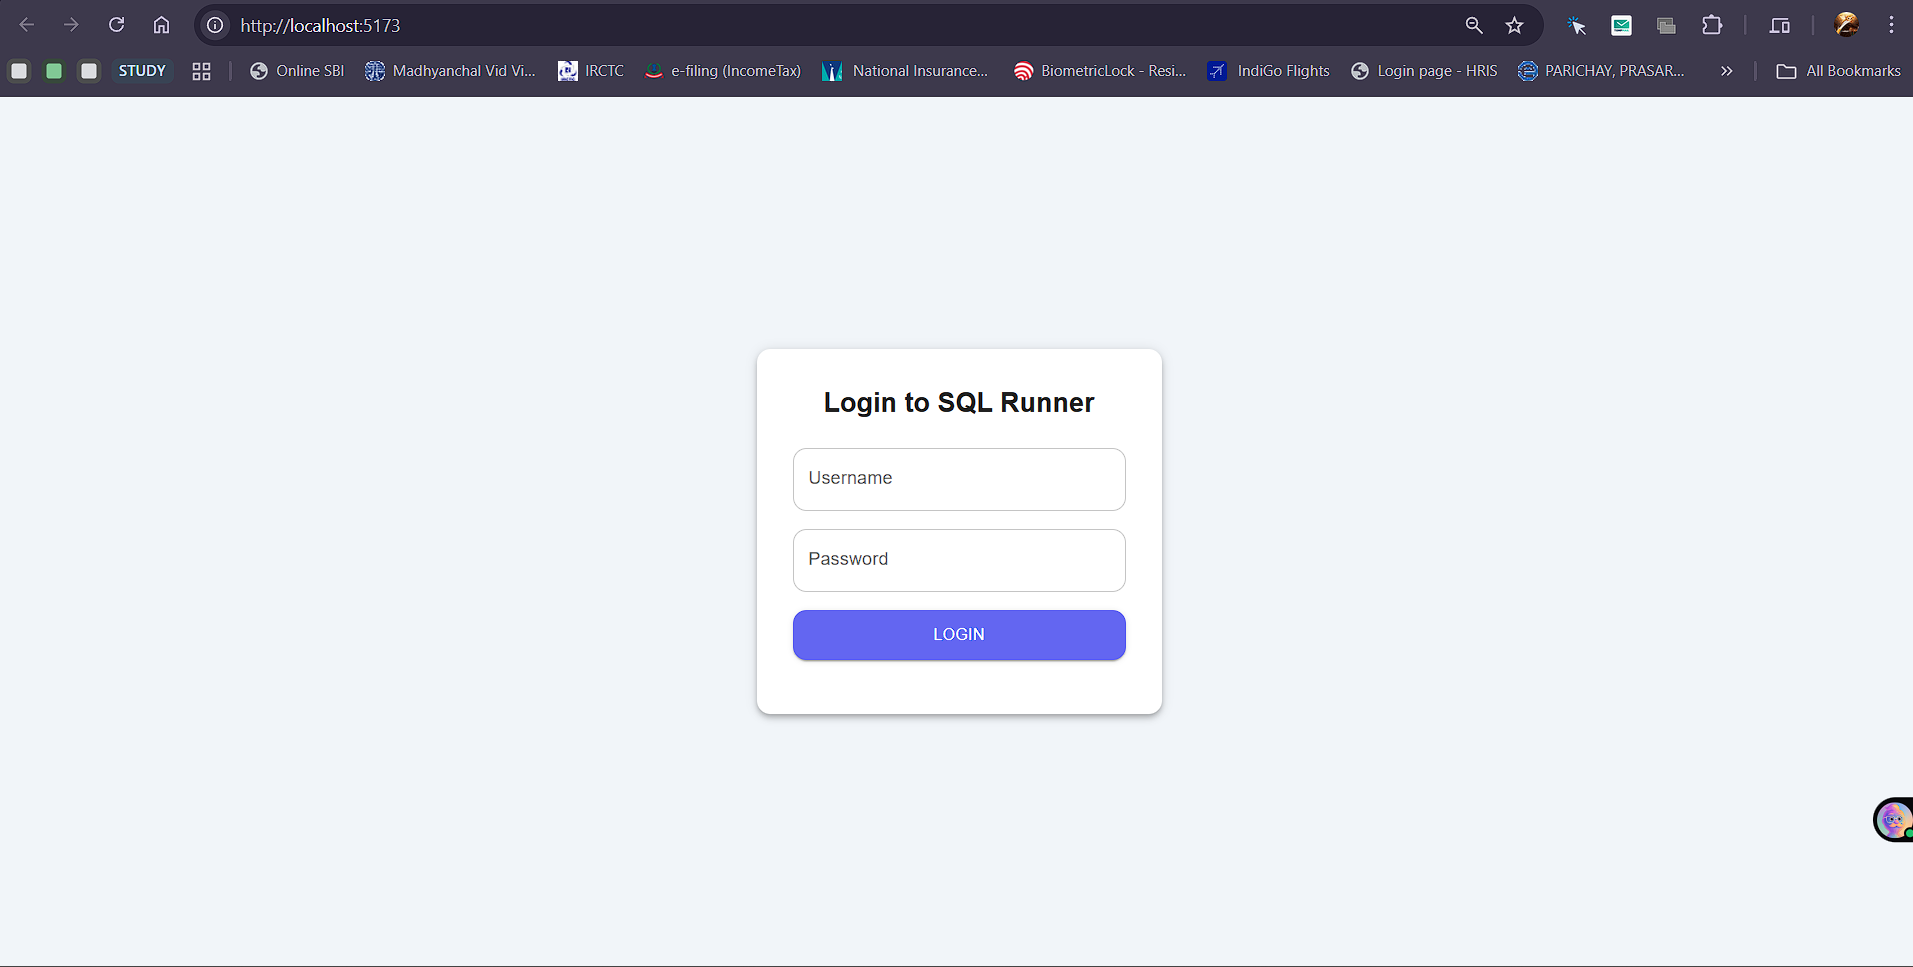 http://localhost:5173
STUDY Online SBI Madhyanchal Vid Vi... IRCTC e-filing (IncomeTax) National Insurance... BiometricLock - Resi... IndiGo Flights Login page - HRIS PARICHAY, PRASAR... » All Bookmarks
Login to SQL Runner
Username
Password
LOGIN